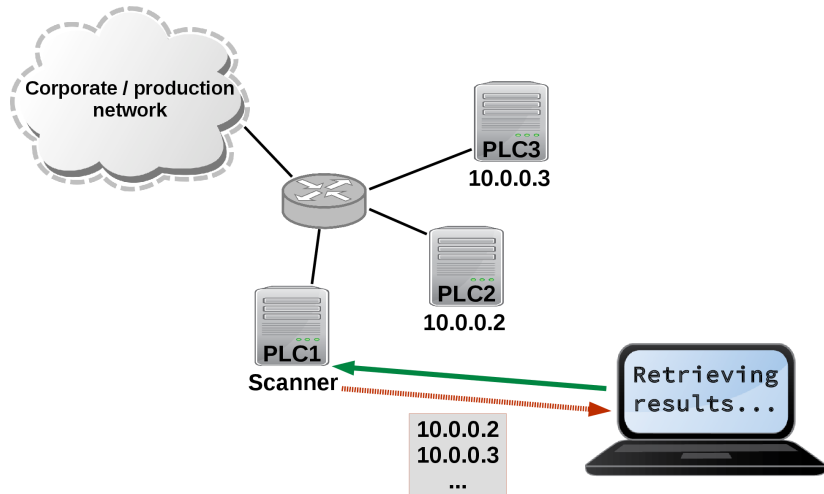 Corporate / production
network
PLC3
10.0.0.3
PLC2
10.0.0.2
PLC1
Scanner
Retrieving
results...
10.0.0.2
10.0.0.3
...